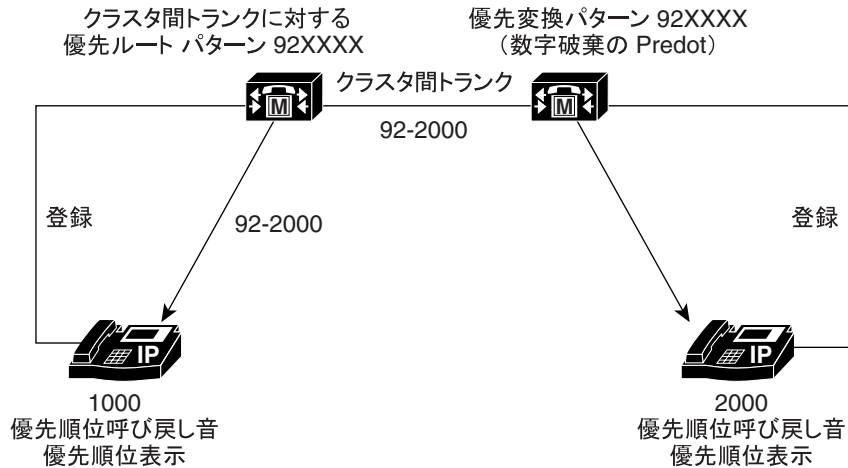 クラスタ間トランクに対する
優先ルート パターン 92XXXX
優先変換パターン 92XXXX
（数字破棄の Predot）
クラスタ間トランク
M
M
92-2000
登録
92-2000
登録
IP
IP
1000
優先順位呼び戻し音
優先順位表示
2000
優先順位呼び戻し音
優先順位表示